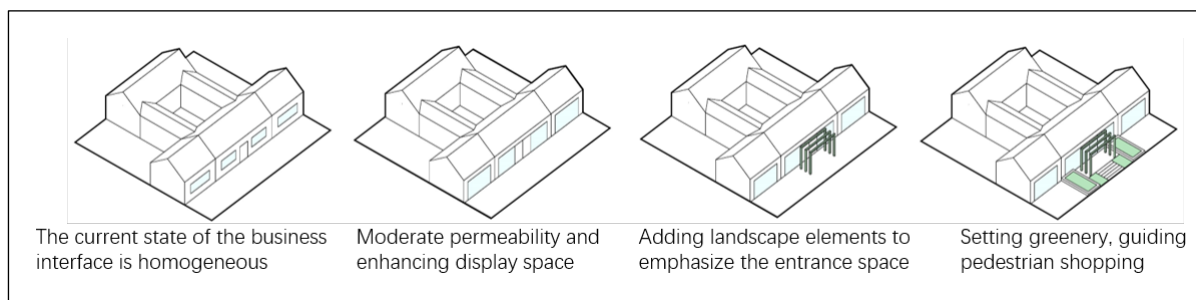 The current state of the business
interface is homogeneous
Moderate permeability and
enhancing display space
Adding landscape elements to
emphasize the entrance space
Setting greenery, guiding
pedestrian shopping